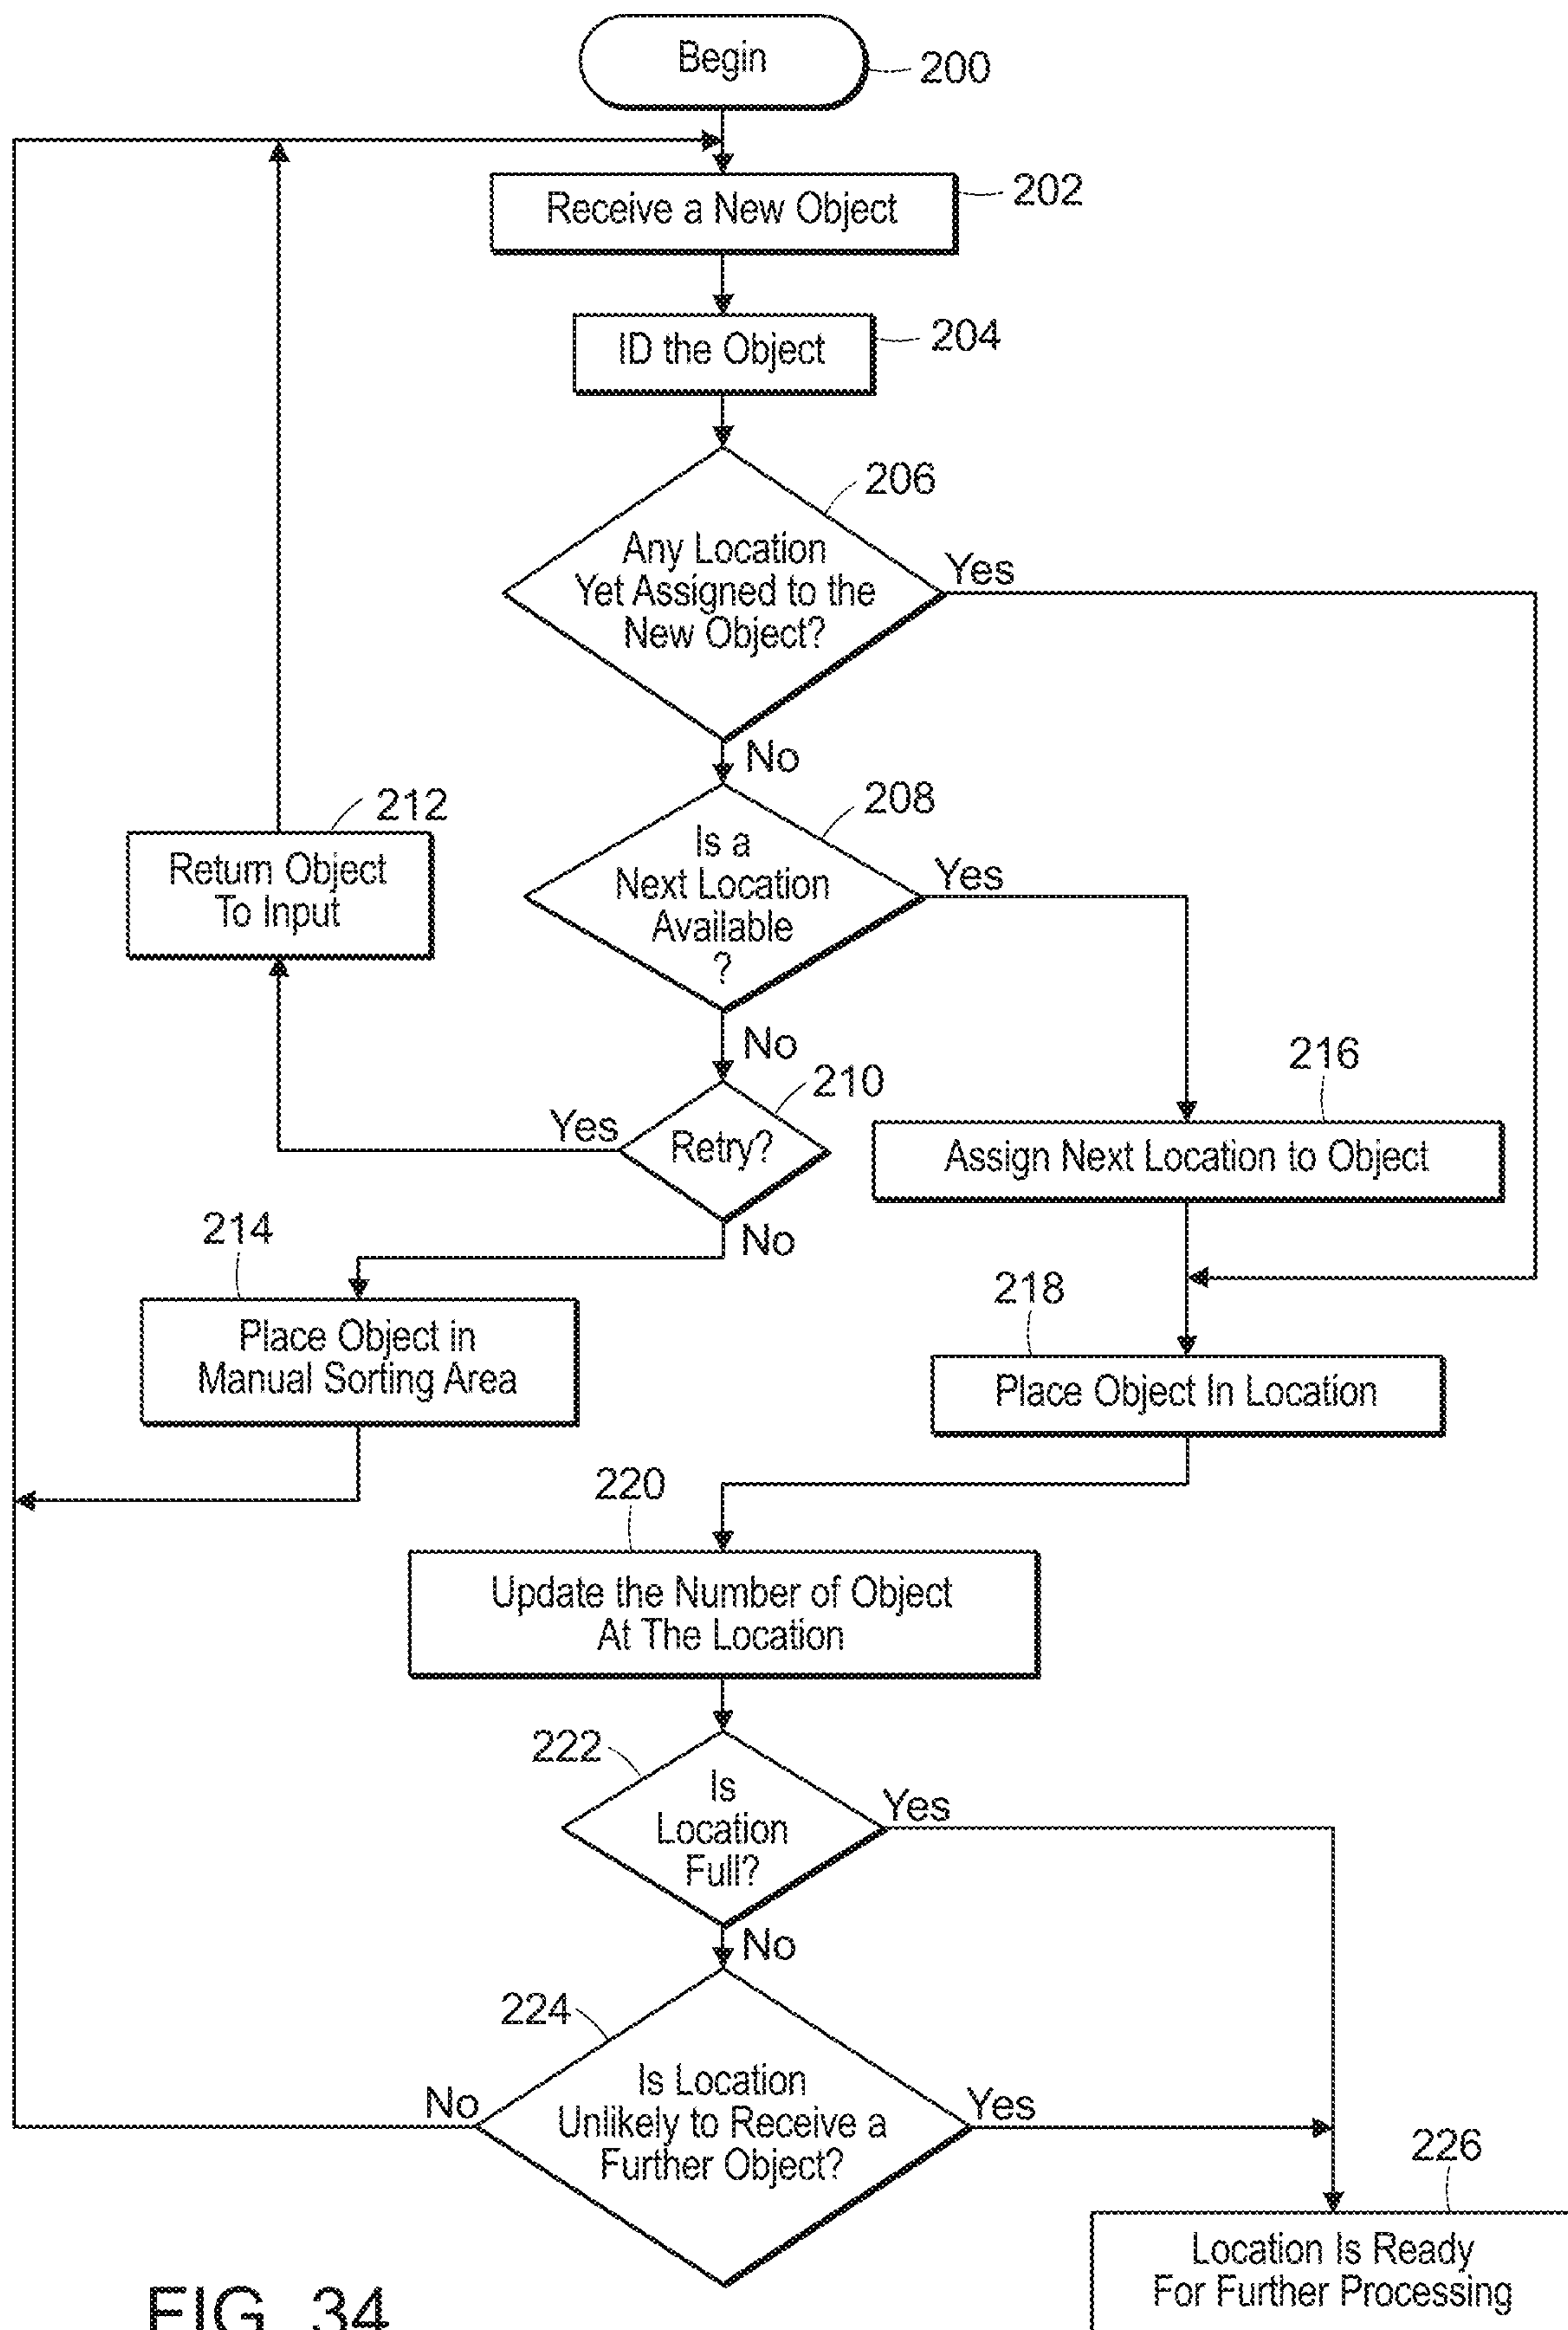 Begin
200
Receive a New Object
202
ID the Object
204
206
Any Location
Yet Assigned to the
New Object?
Yes
No
212
208
Return Object
To Input
Is a
Next Location
Available
?
Yes
No
210
216
Yes
Retry?
Assign Next Location to Object
No
214
218
Place Object in
Manual Sorting Area
Place Object In Location
220
Update the Number of Object
At The Location
222
Is
Location
Full?
Yes
No
224
Is Location
Unlikely to Receive a
Further Object?
No
Yes
226
Location Is Ready
For Further Processing
FIG. 34